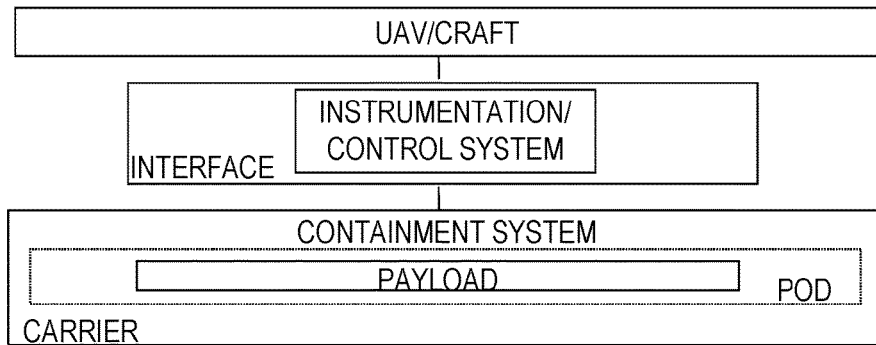 UAV/CRAFT
INSTRUMENTATION/
CONTROL SYSTEM
INTERFACE
CONTAINMENT SYSTEM
PAYLOAD
POD
CARRIER